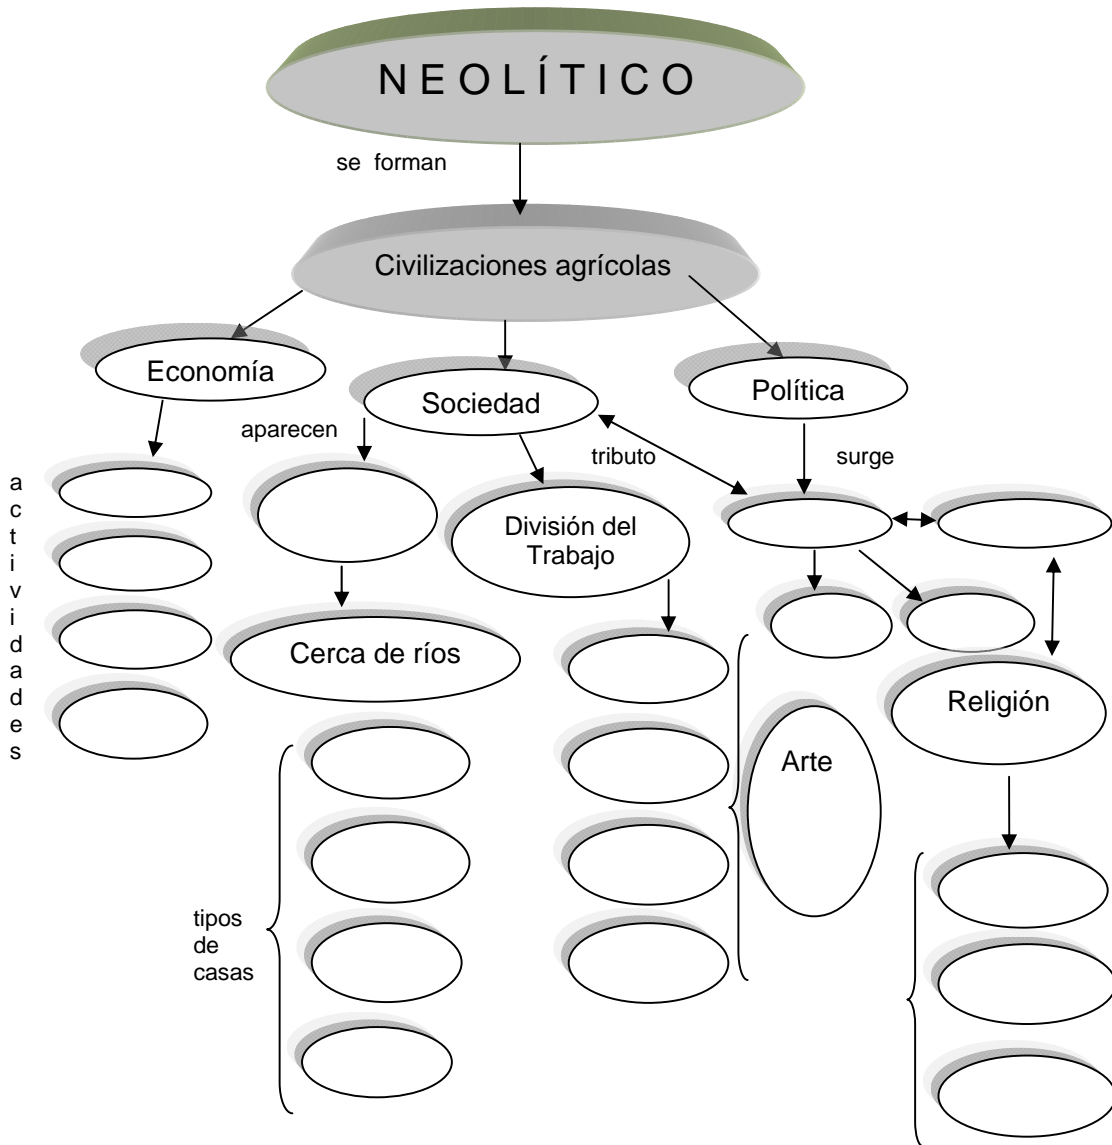 N E O L Í T I C O
se forman
Civilizaciones agrícolas
Economía
Sociedad
Política
aparecen
tributo
surge
actividades
División del
Trabajo
Cerca de ríos
Religión
Arte
tipos
de
casas